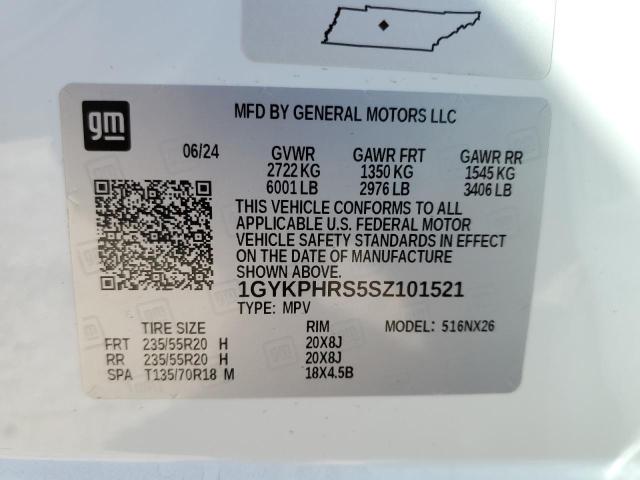 gm
MFD BY GENERAL MOTORS LLC
06/24 GVWR GAWR FRT GAWR RR
2722 KG 1350 KG 1545 KG
6001 LB 2976 LB 3406 LB
THIS VEHICLE CONFORMS TO ALL
APPLICABLE U.S. FEDERAL MOTOR
VEHICLE SAFETY STANDARDS IN EFFECT
ON THE DATE OF MANUFACTURE
SHOWN ABOVE.
1GYKPHRS5SZ101521
TYPE: MPV
TIRE SIZE RIM MODEL: 516NX26
FRT 235/55R20 H 20X8J
RR 235/55R20 H 20X8J
SPA T135/70R18 M 18X4.5B